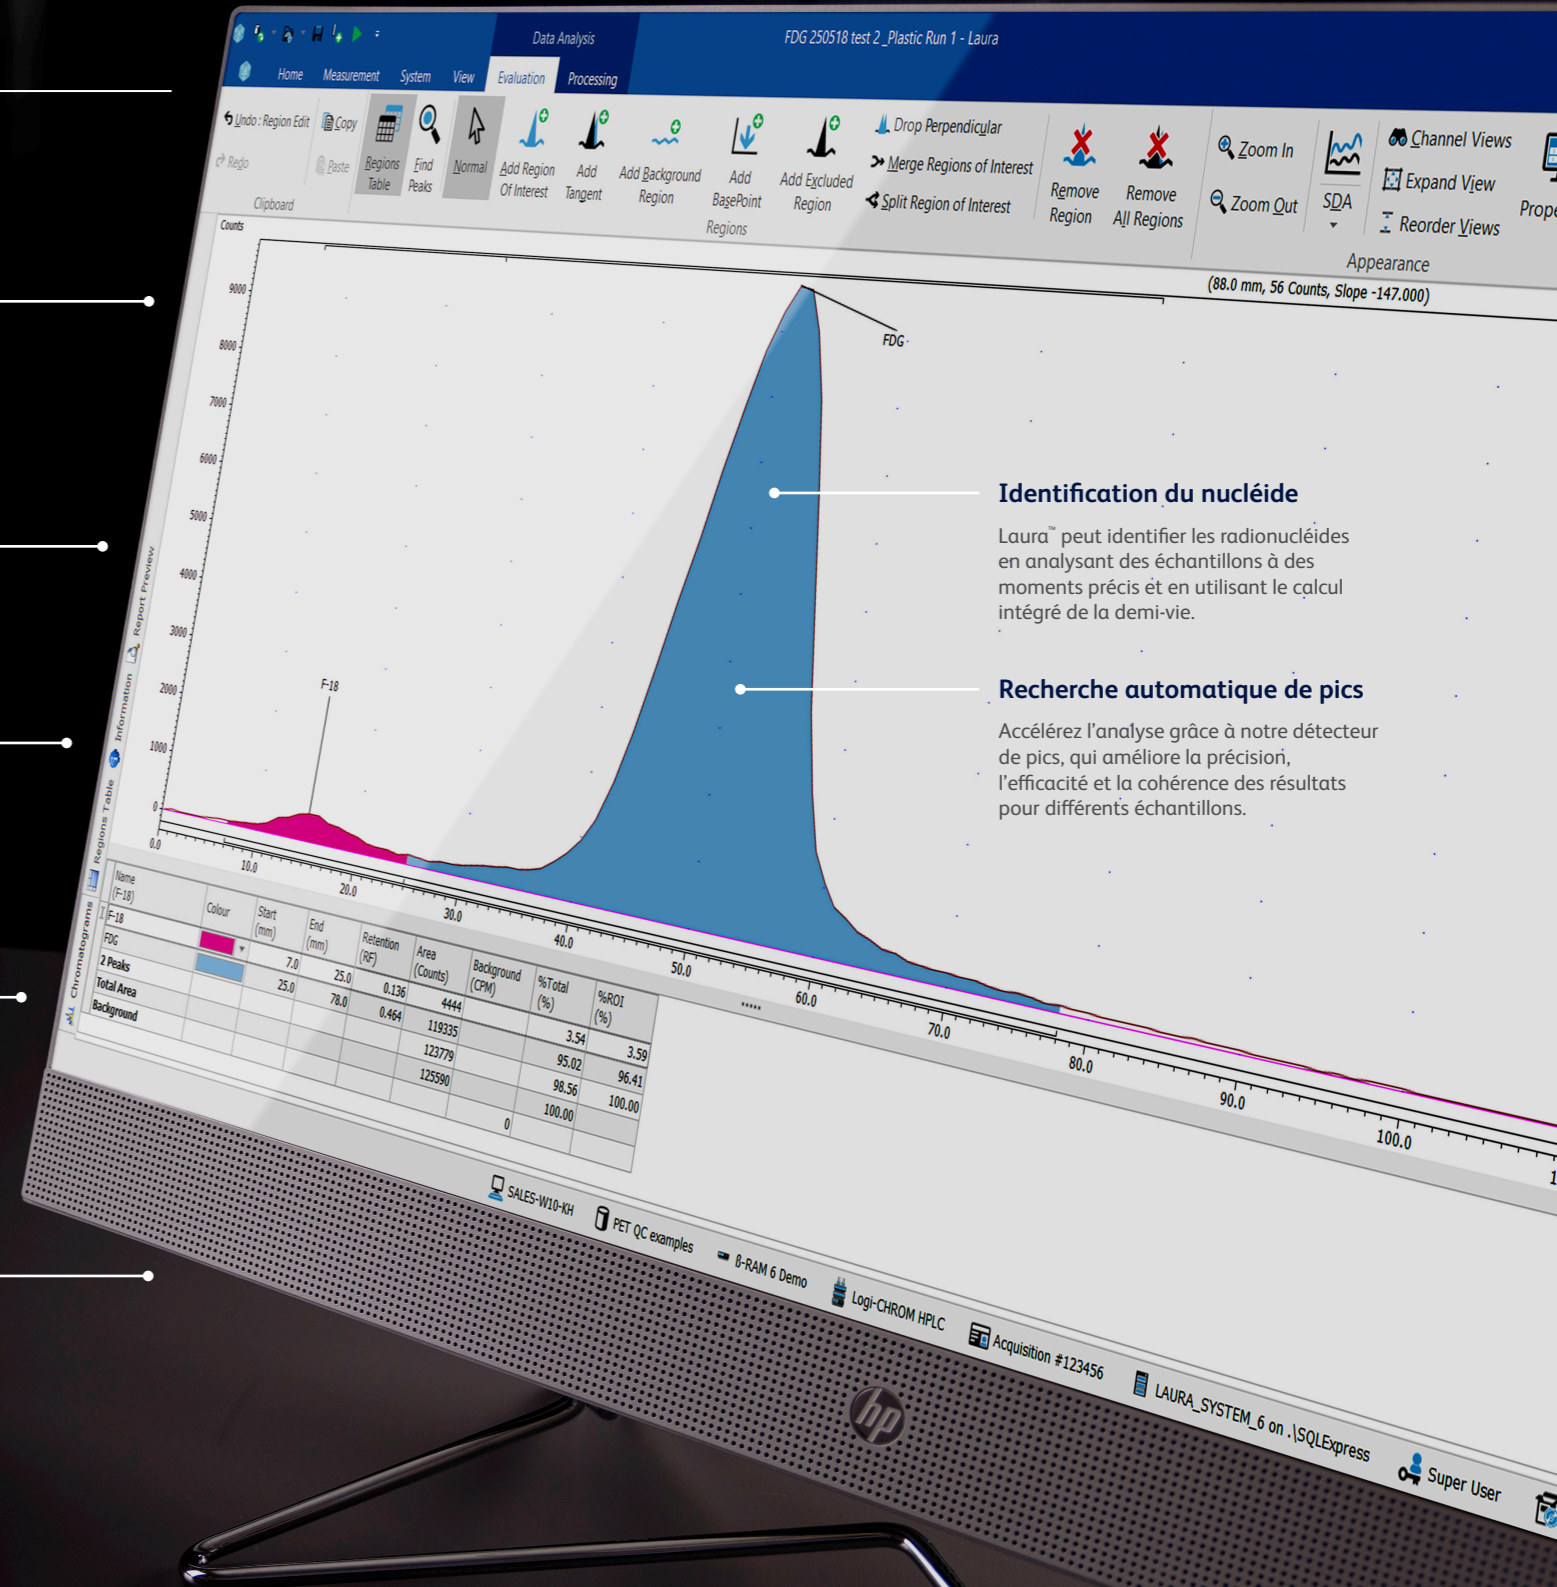 Data Analysis
FDG 250518 test 2 _Plastic Run 1 - Laura
Home Measurement System View Evaluation Processing
Undo : Region Edit
Redo
Copy
Paste
Clipboard
Regions Table
Find Peaks
Normal
Add Region Of Interest
Add Tangent
Add Background Region
Add BasePoint
Add Excluded Region
Drop Perpendicular
Merge Regions of Interest
Split Region of Interest
Regions
Remove Region
Remove All Regions
Zoom In
Zoom Out
SDA
Channel Views
Expand View
Reorder Views
Appearance
Counts
(88.0 mm, 56 Counts, Slope -147.000)
9000
8000
7000
6000
5000
4000
3000
2000
1000
0
FDG
F-18
0.0 10.0 20.0 30.0 40.0 50.0 60.0 70.0 80.0 90.0 100.0
Identification du nucléide
Laura™ peut identifier les radionucléides
en analysant des échantillons à des
moments précis et en utilisant le calcul
intégré de la demi-vie.
Recherche automatique de pics
Accélérez l'analyse grâce à notre détecteur
de pics, qui améliore la précision,
l'efficacité et la cohérence des résultats
pour différents échantillons.
Report Preview
Information
Regions Table
Chromatograms
Name (F-18) Colour Start (mm) End (mm) Retention (RF) Area (Counts) Background (CPM) %Total (%) %ROI (%)
F-18 7.0 25.0 0.136 4444 3.54 3.59
FDG 25.0 78.0 0.464 119335 95.02 96.41
2 Peaks 123779 98.56 100.00
Total Area 125590 100.00
Background 0
SALES-W10-KH PET QC examples β-RAM 6 Demo Logi-CHROM HPLC Acquisition #123456 LAURA_SYSTEM_6 on .\SQLExpress Super User
hp